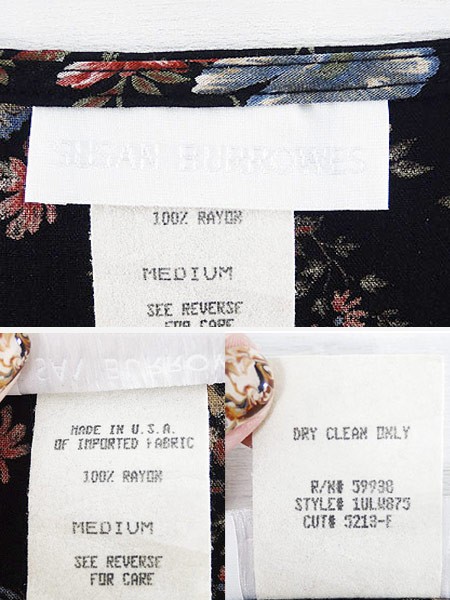 SUSAN BURROWES
100% RAYON
MEDIUM
SEE REVERSE
FOR CARE
MADE IN U.S.A.
OF IMPORTED FABRIC
100% RAYON
MEDIUM
SEE REVERSE
FOR CARE
DRY CLEAN ONLY
R/N# 59938
STYLE# 1ULW875
CUT# 5213-F